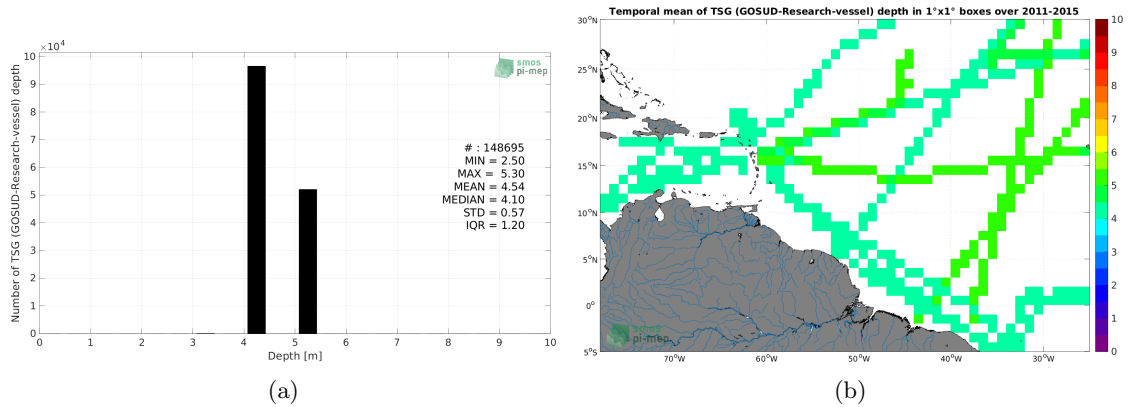 ×10⁴
10
9
8
7
6
5
4
3
2
1
0
Number of TSG (GOSUD-Research-vessel) depth
0 1 2 3 4 5 6 7 8 9 10
Depth [m]
smos
pi-mep
# : 148695
MIN = 2.50
MAX = 5.30
MEAN = 4.54
MEDIAN = 4.10
STD = 0.57
IQR = 1.20
(a)
Temporal mean of TSG (GOSUD-Research-vessel) depth in 1°x1° boxes over 2011-2015
30°N
25°N
20°N
15°N
10°N
5°N
0°
5°S
70°W 60°W 50°W 40°W 30°W
smos
pi-mep
10
9
8
7
6
5
4
3
2
1
0
(b)